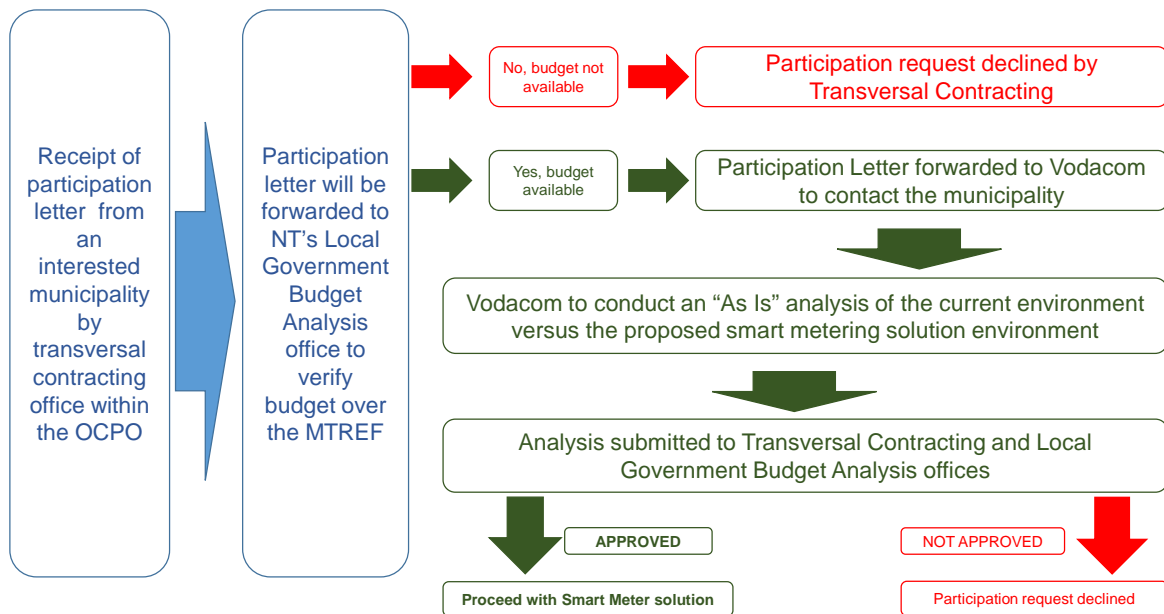 Receipt of
participation
letter from
an
interested
municipality
by
transversal
contracting
office within
the OCPO
Participation
letter will be
forwarded to
NT’s Local
Government
Budget
Analysis
office to
verify
budget over
the MTREF
No, budget not
available
Participation request declined by
Transversal Contracting
Yes, budget
available
Participation Letter forwarded to Vodacom
to contact the municipality
Vodacom to conduct an “As Is” analysis of the current environment
versus the proposed smart metering solution environment
Analysis submitted to Transversal Contracting and Local
Government Budget Analysis offices
APPROVED
NOT APPROVED
Proceed with Smart Meter solution
Participation request declined